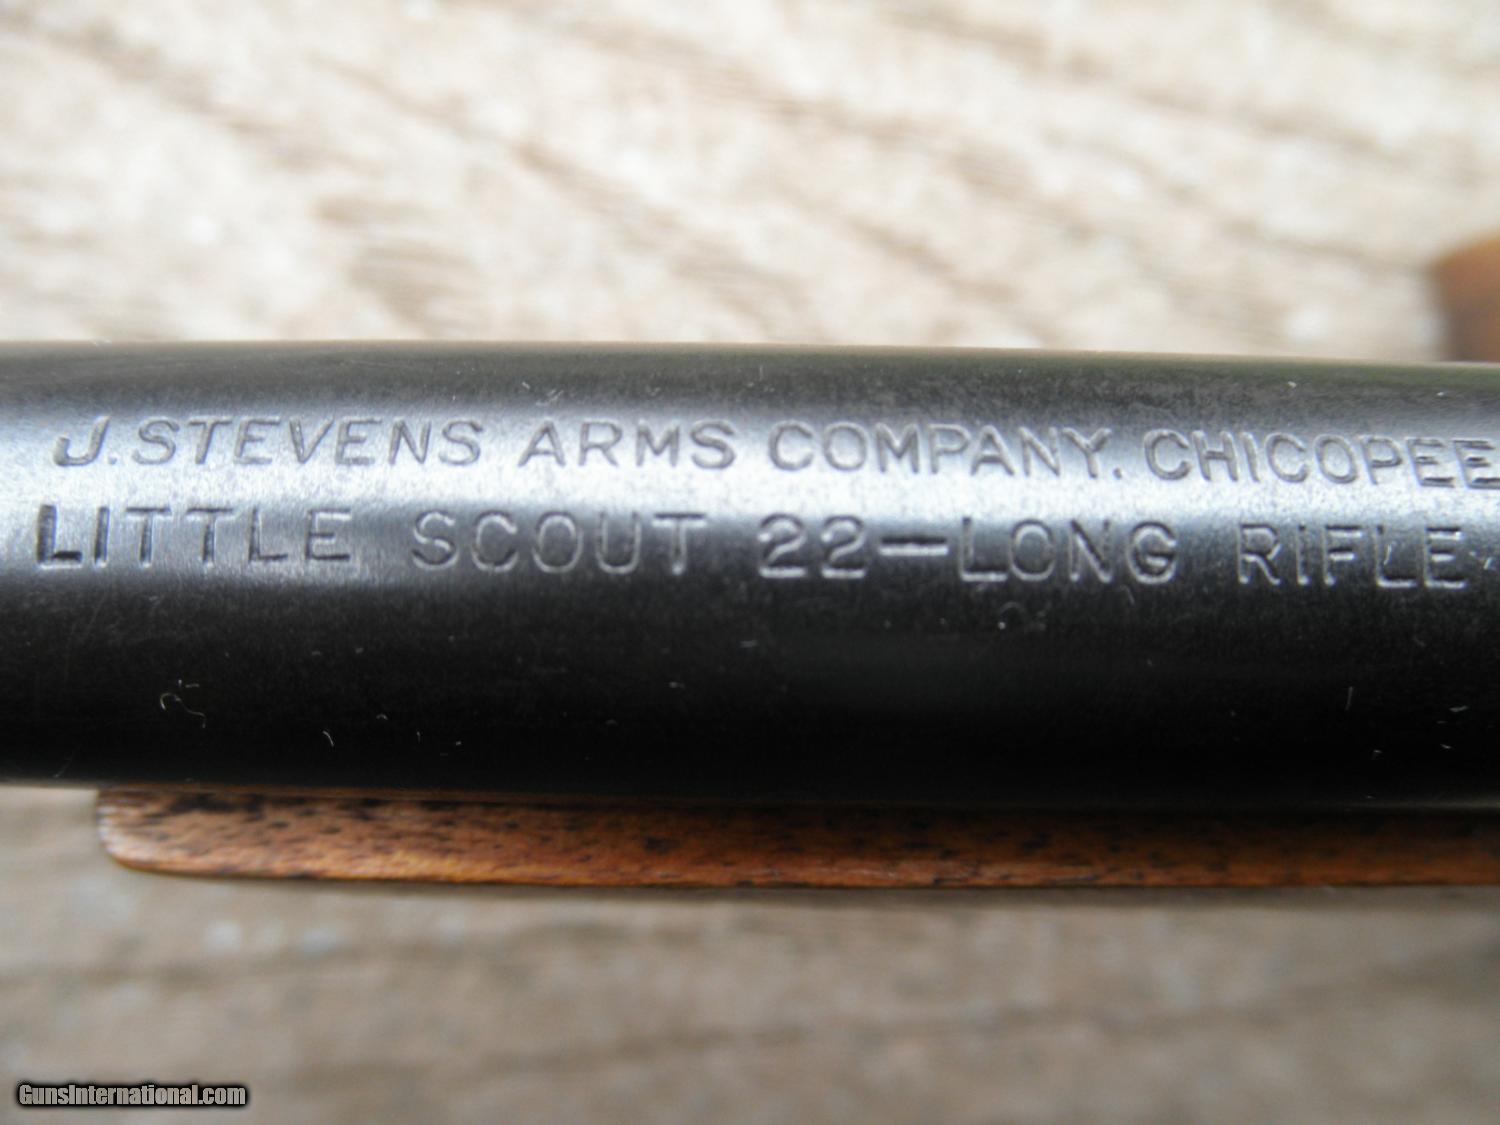 J. STEVENS ARMS COMPANY. CHICOPEE
LITTLE SCOUT 22-LONG RIFLE
GunsInternational.com